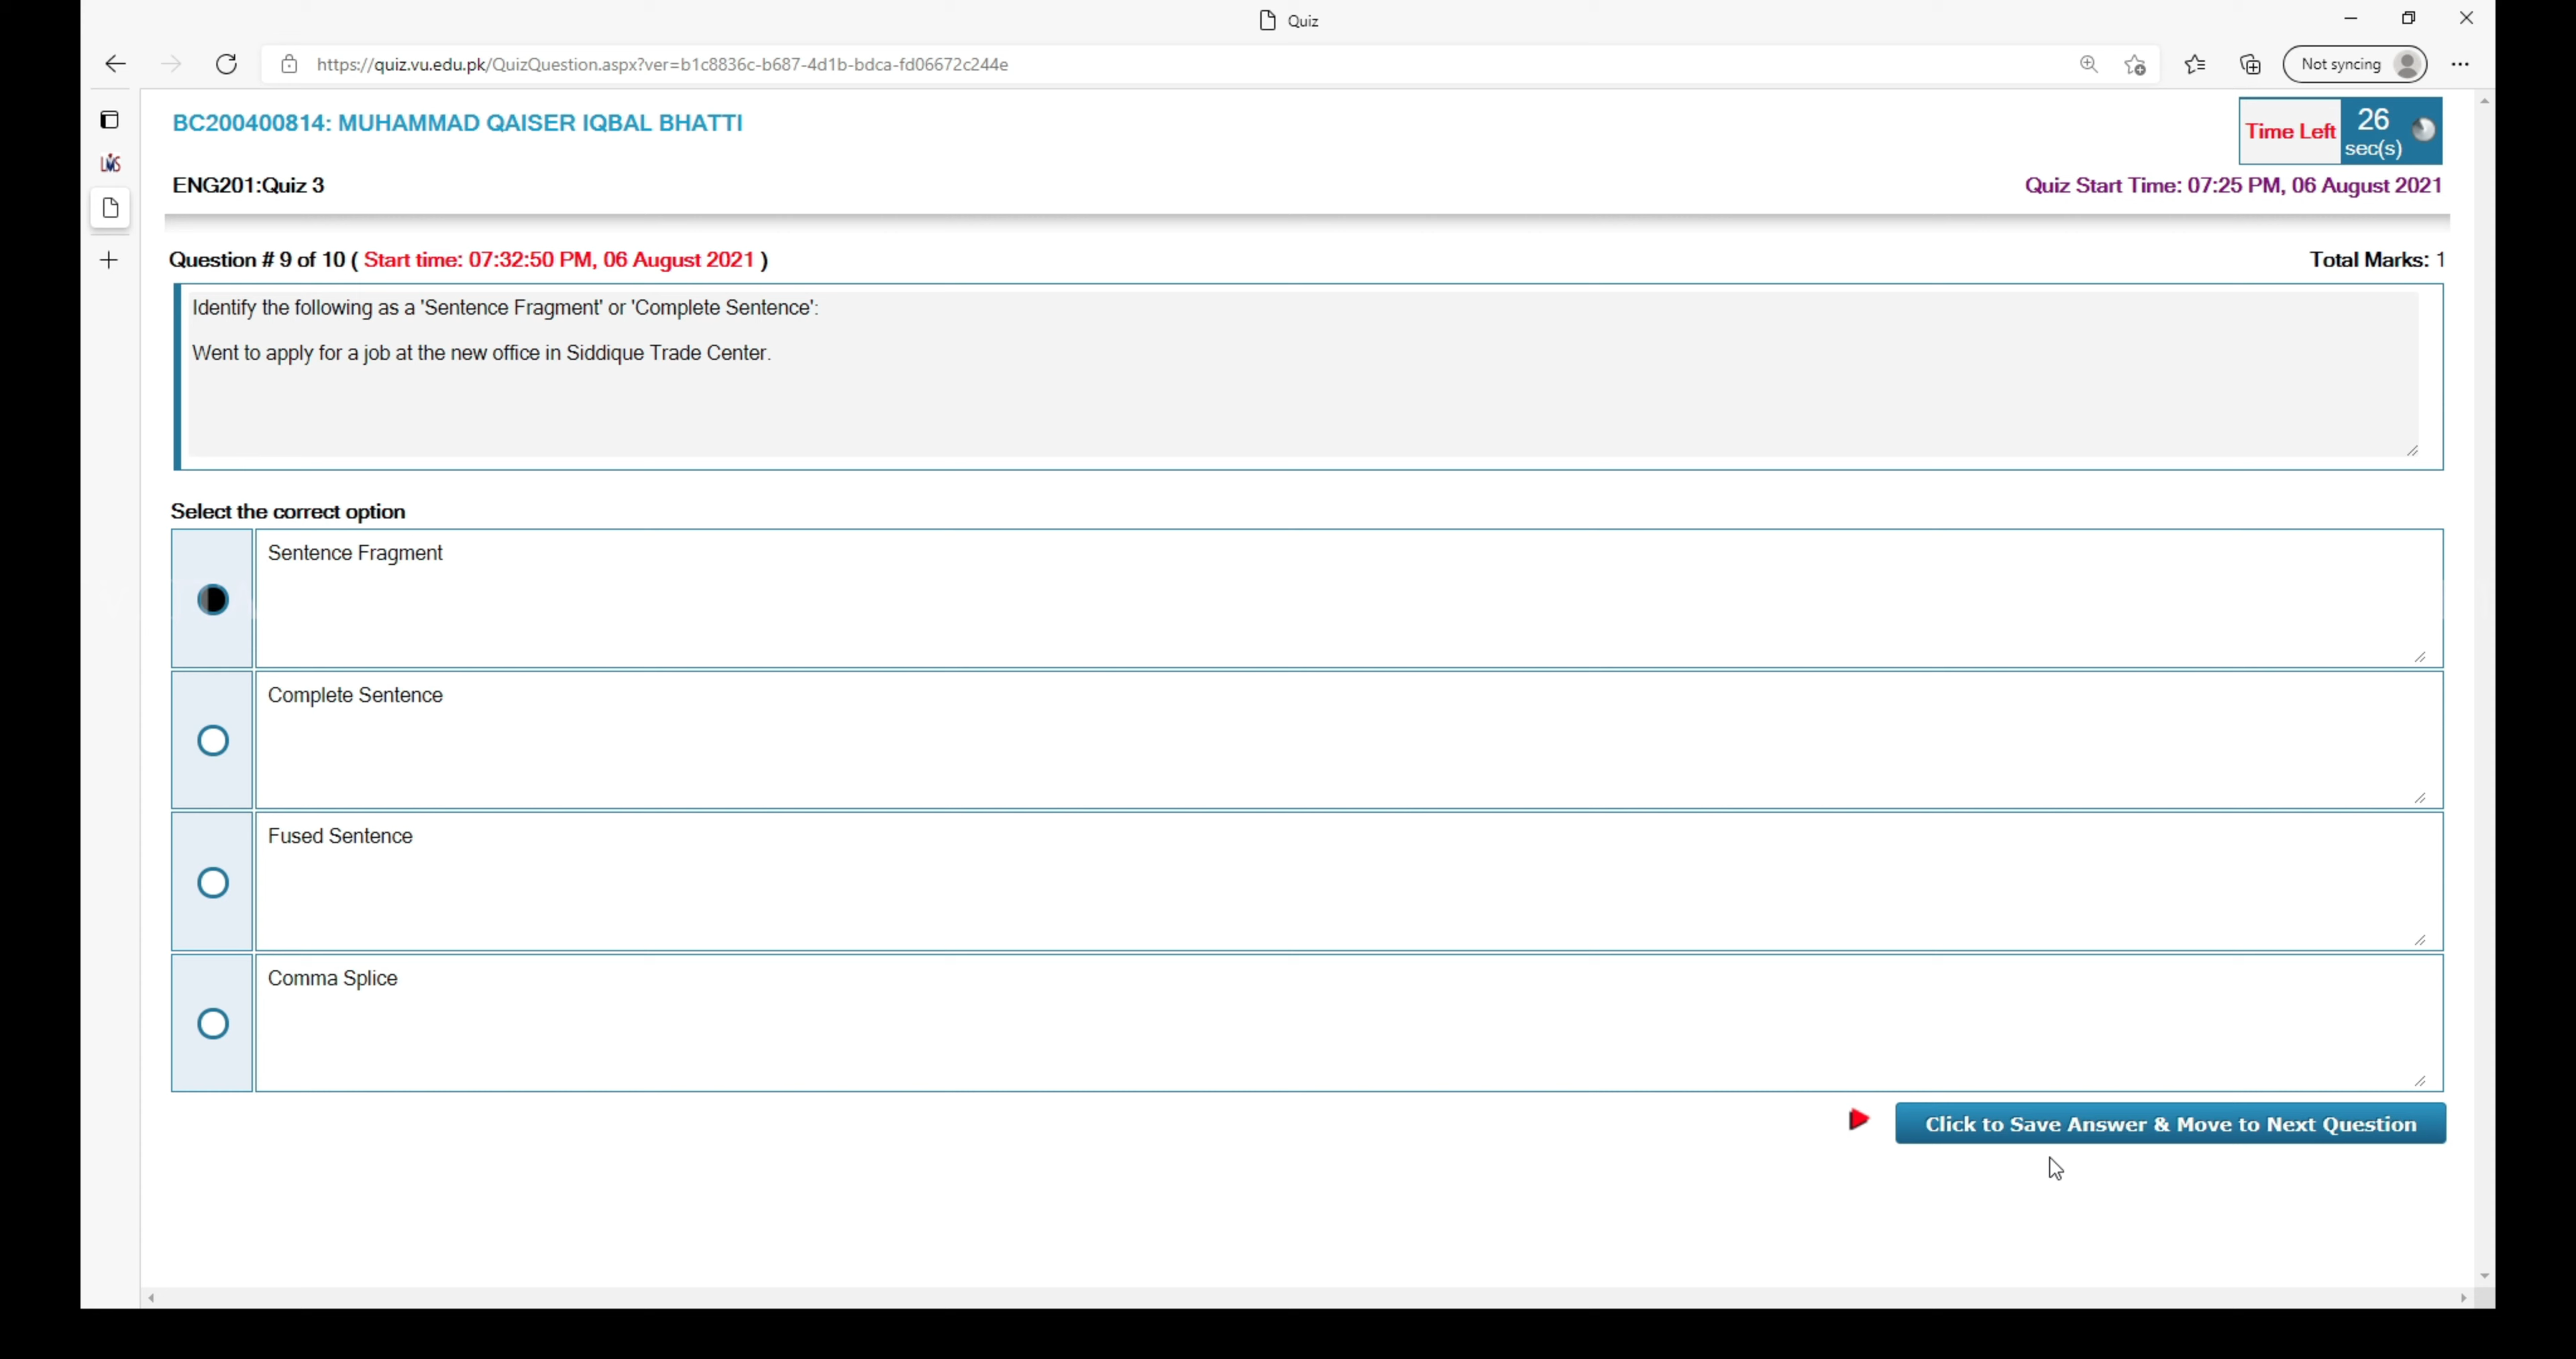 Quiz
https://quiz.vu.edu.pk/QuizQuestion.aspx?ver=b1c8836c-b687-4d1b-bdca-fd06672c244e
Not syncing
LMS
BC200400814: MUHAMMAD QAISER IQBAL BHATTI
Time Left 26 sec(s)
ENG201:Quiz 3
Quiz Start Time: 07:25 PM, 06 August 2021
Question # 9 of 10 ( Start time: 07:32:50 PM, 06 August 2021 )
Total Marks: 1
Identify the following as a 'Sentence Fragment' or 'Complete Sentence':
Went to apply for a job at the new office in Siddique Trade Center.
Select the correct option
Sentence Fragment
Complete Sentence
Fused Sentence
Comma Splice
Click to Save Answer & Move to Next Question